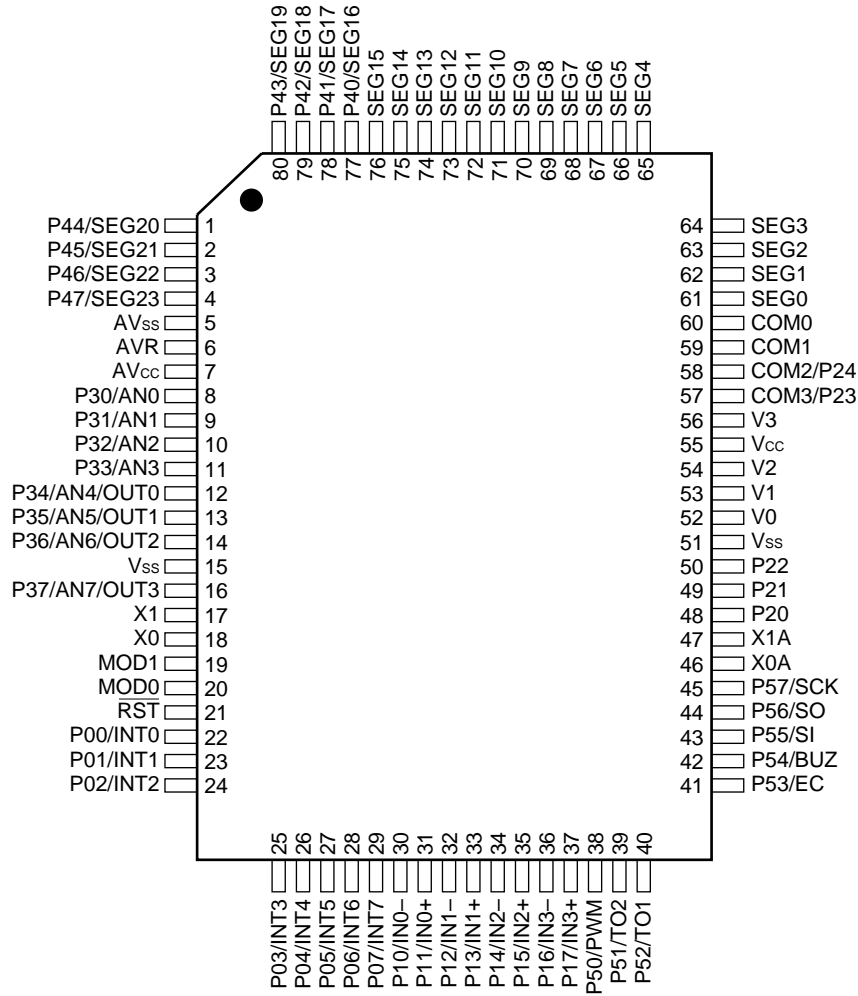 P43/SEG19
P42/SEG18
P41/SEG17
P40/SEG16
SEG15
SEG14
SEG13
SEG12
SEG11
SEG10
SEG9
SEG8
SEG7
SEG6
SEG5
SEG4
80
79
78
77
76
75
74
73
72
71
70
69
68
67
66
65
P44/SEG20 1
P45/SEG21 2
P46/SEG22 3
P47/SEG23 4
AVSS 5
AVR 6
AVCC 7
P30/AN0 8
P31/AN1 9
P32/AN2 10
P33/AN3 11
P34/AN4/OUT0 12
P35/AN5/OUT1 13
P36/AN6/OUT2 14
VSS 15
P37/AN7/OUT3 16
X1 17
X0 18
MOD1 19
MOD0 20
RST 21
P00/INT0 22
P01/INT1 23
P02/INT2 24
64 SEG3
63 SEG2
62 SEG1
61 SEG0
60 COM0
59 COM1
58 COM2/P24
57 COM3/P23
56 V3
55 VCC
54 V2
53 V1
52 V0
51 VSS
50 P22
49 P21
48 P20
47 X1A
46 X0A
45 P57/SCK
44 P56/SO
43 P55/SI
42 P54/BUZ
41 P53/EC
25
26
27
28
29
30
31
32
33
34
35
36
37
38
39
40
P03/INT3
P04/INT4
P05/INT5
P06/INT6
P07/INT7
P10/IN0–
P11/IN0+
P12/IN1–
P13/IN1+
P14/IN2–
P15/IN2+
P16/IN3–
P17/IN3+
P50/PWM
P51/TO2
P52/TO1